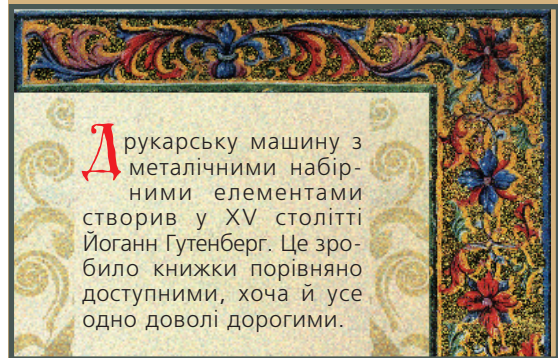 Друкарську машину з
металічними набір-
ними елементами
створив у XV столітті
Йоганн Гутенберг. Це зро-
било книжки порівняно
доступними, хоча й усе
одно доволі дорогими.